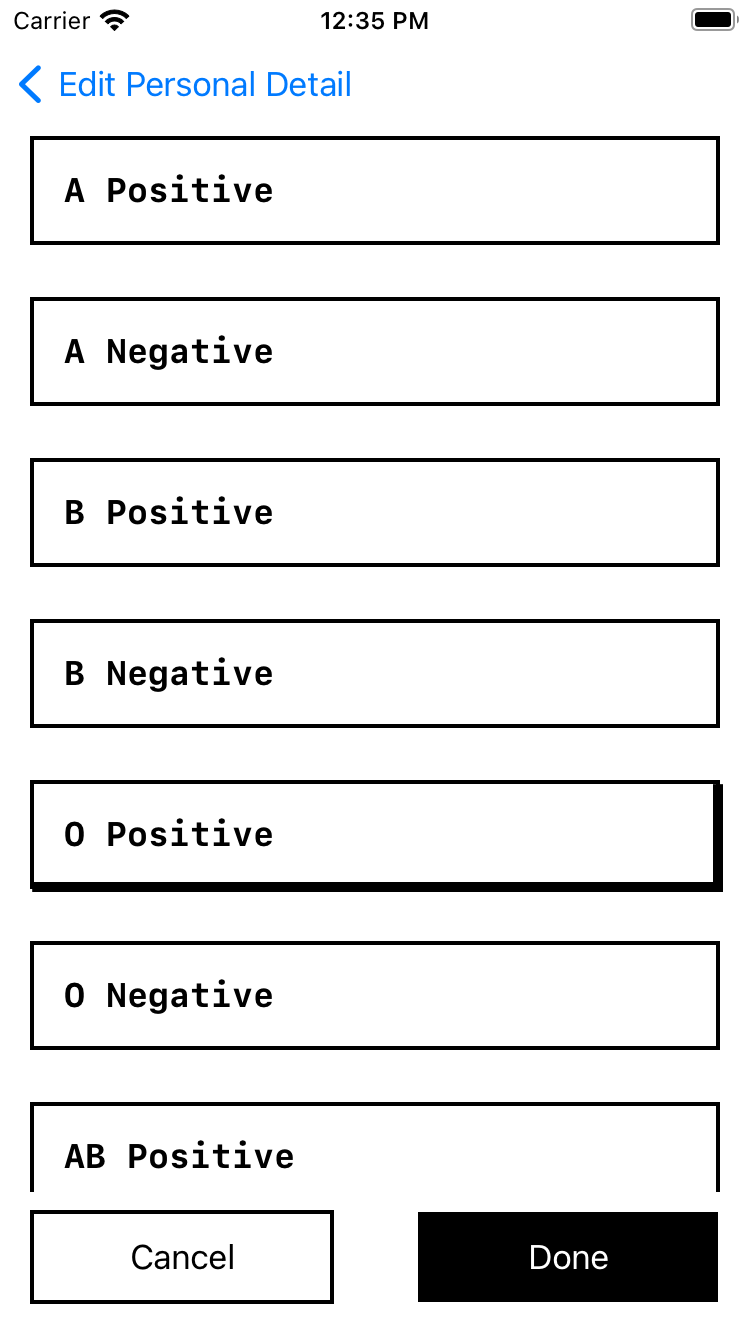 Carrier 12:35 PM
Edit Personal Detail
A Positive
A Negative
B Positive
B Negative
O Positive
O Negative
AB Positive
Cancel Done